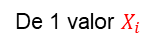 De 1 valor Xᵢ